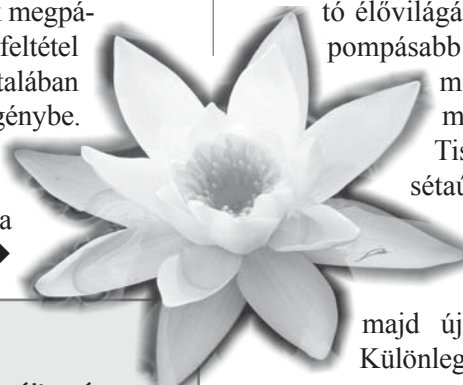 megpá-
feltétel
talában
génybe.
a
tó élővilágá
pompásabb
m
m
Tis
sétaú
majd új
Különleg